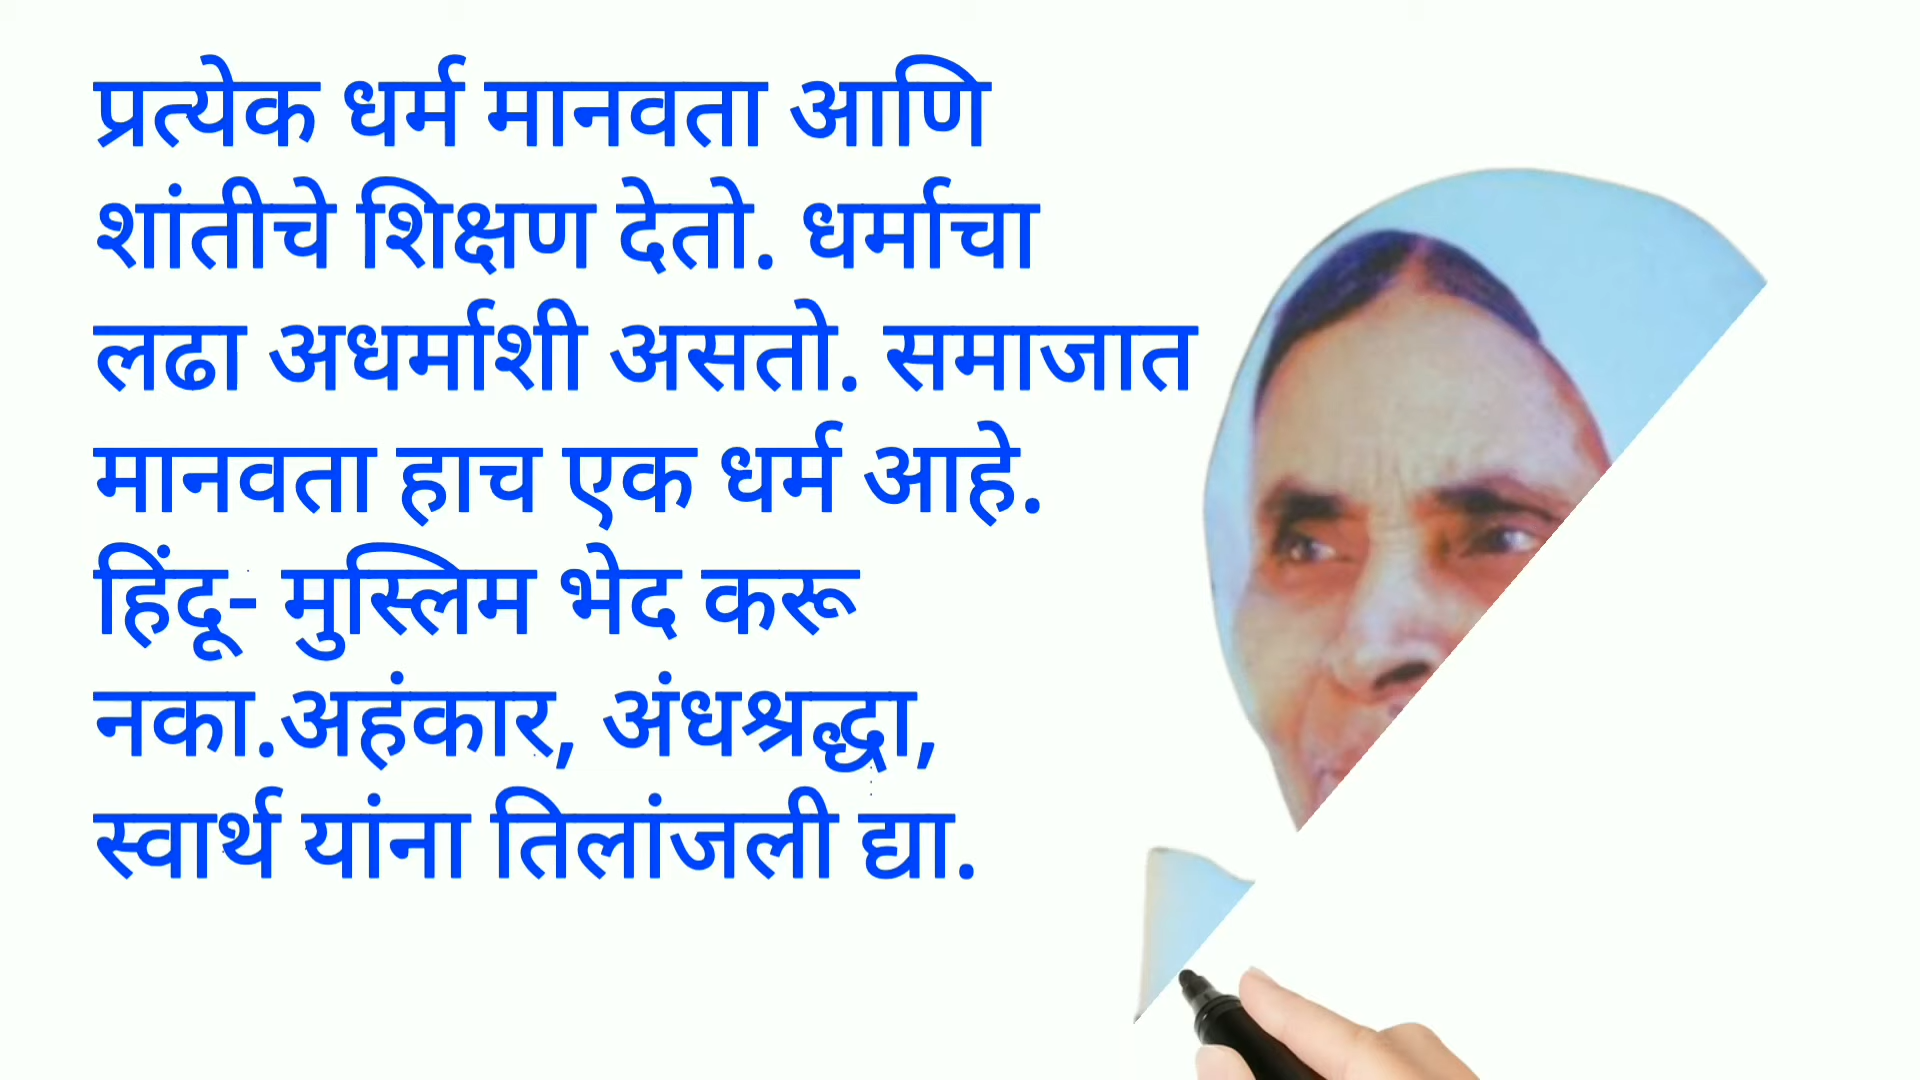 प्रत्येक धर्म मानवता आणि
शांतीचे शिक्षण देतो. धर्माचा
लढा अधर्माशी असतो. समाजात
मानवता हाच एक धर्म आहे.
हिंदू- मुस्लिम भेद करू
नका.अहंकार, अंधश्रद्धा,
स्वार्थ यांना तिलांजली द्या.